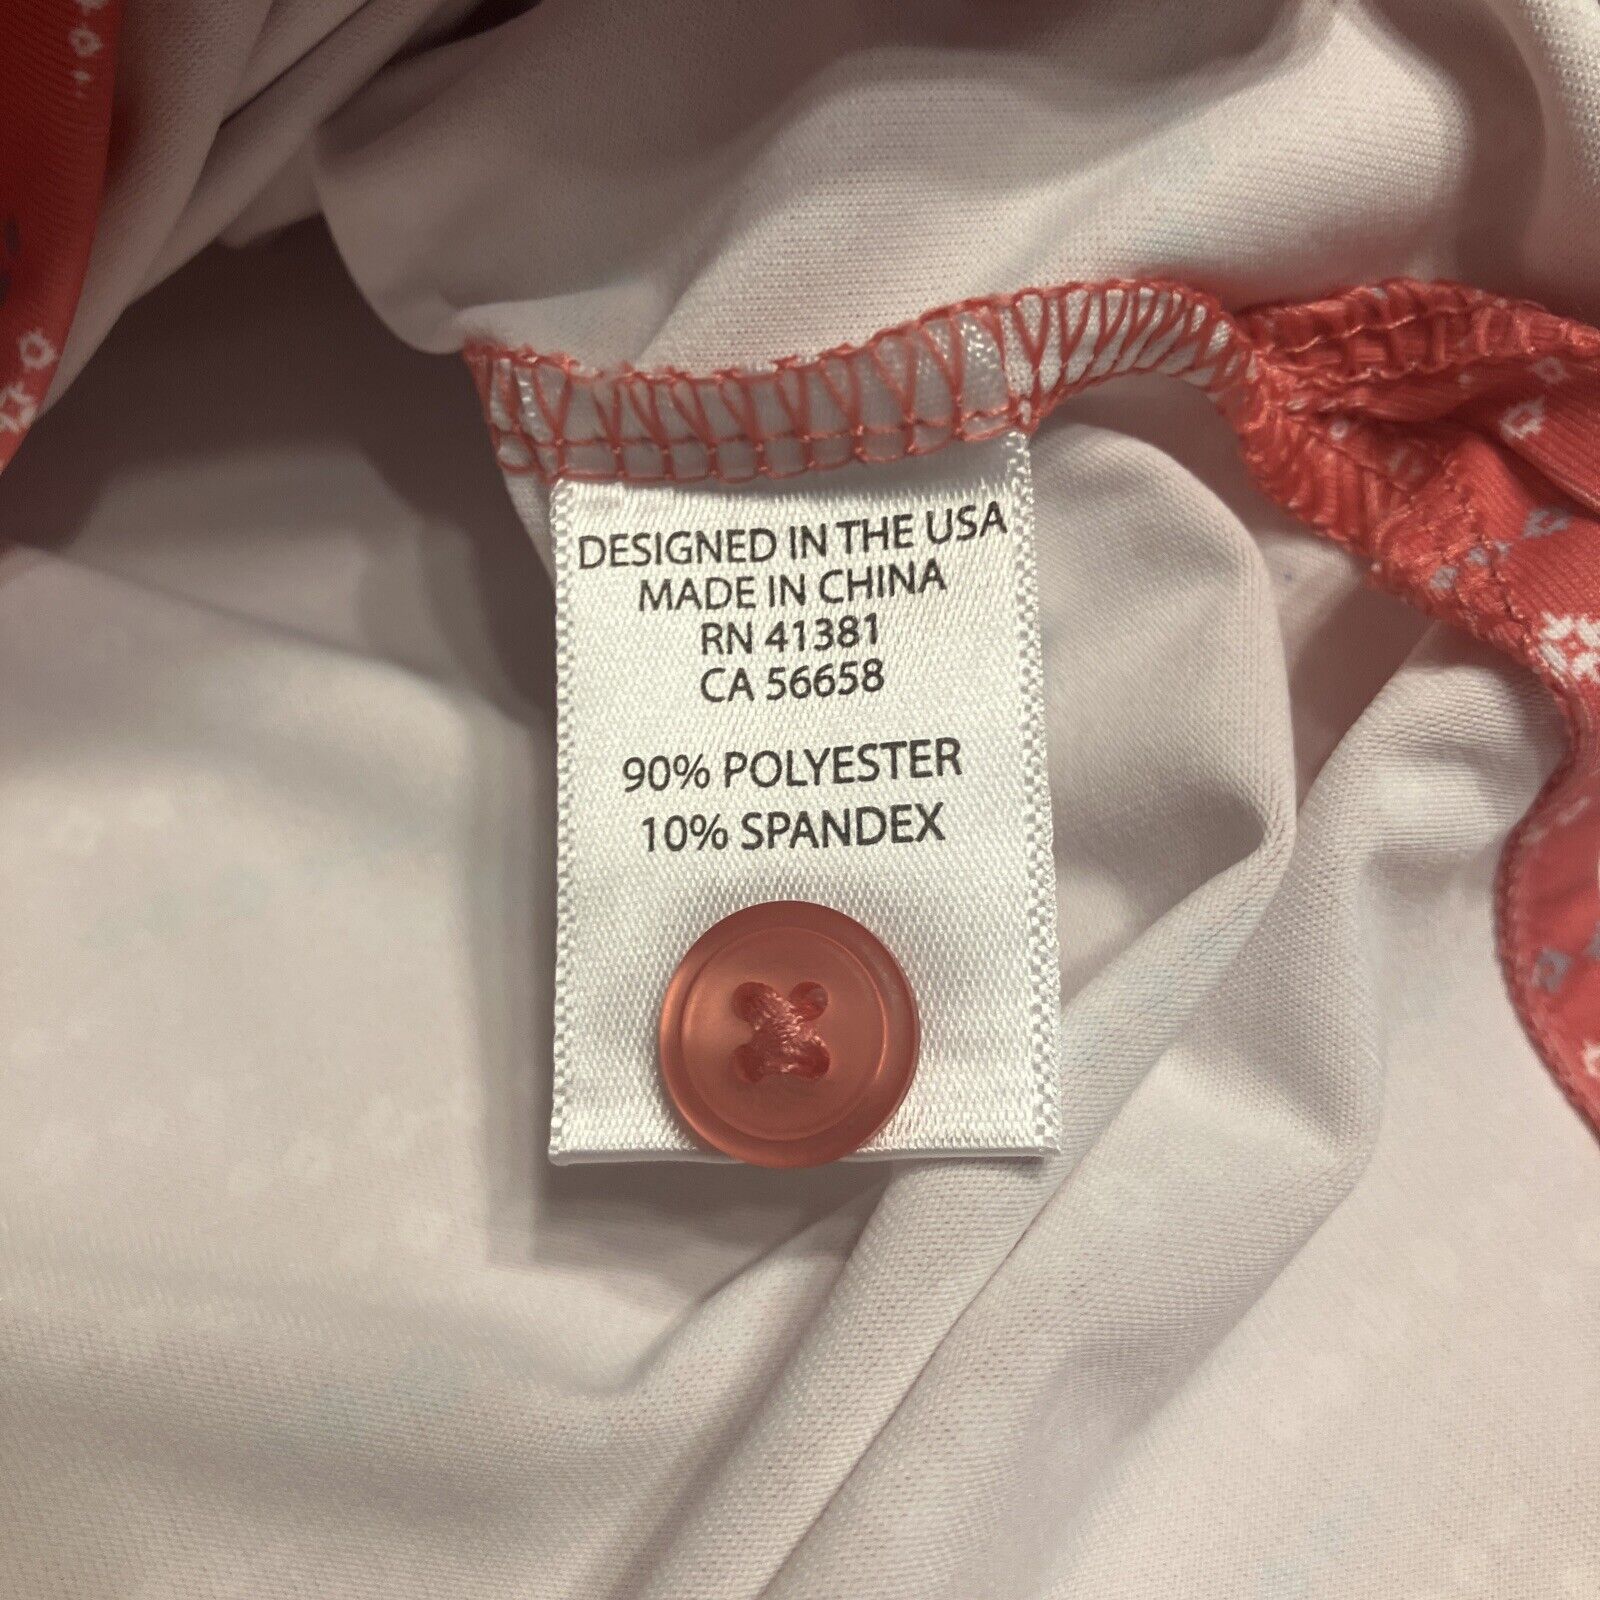 DESIGNED IN THE USA
MADE IN CHINA
RN 41381
CA 56658
90% POLYESTER
10% SPANDEX